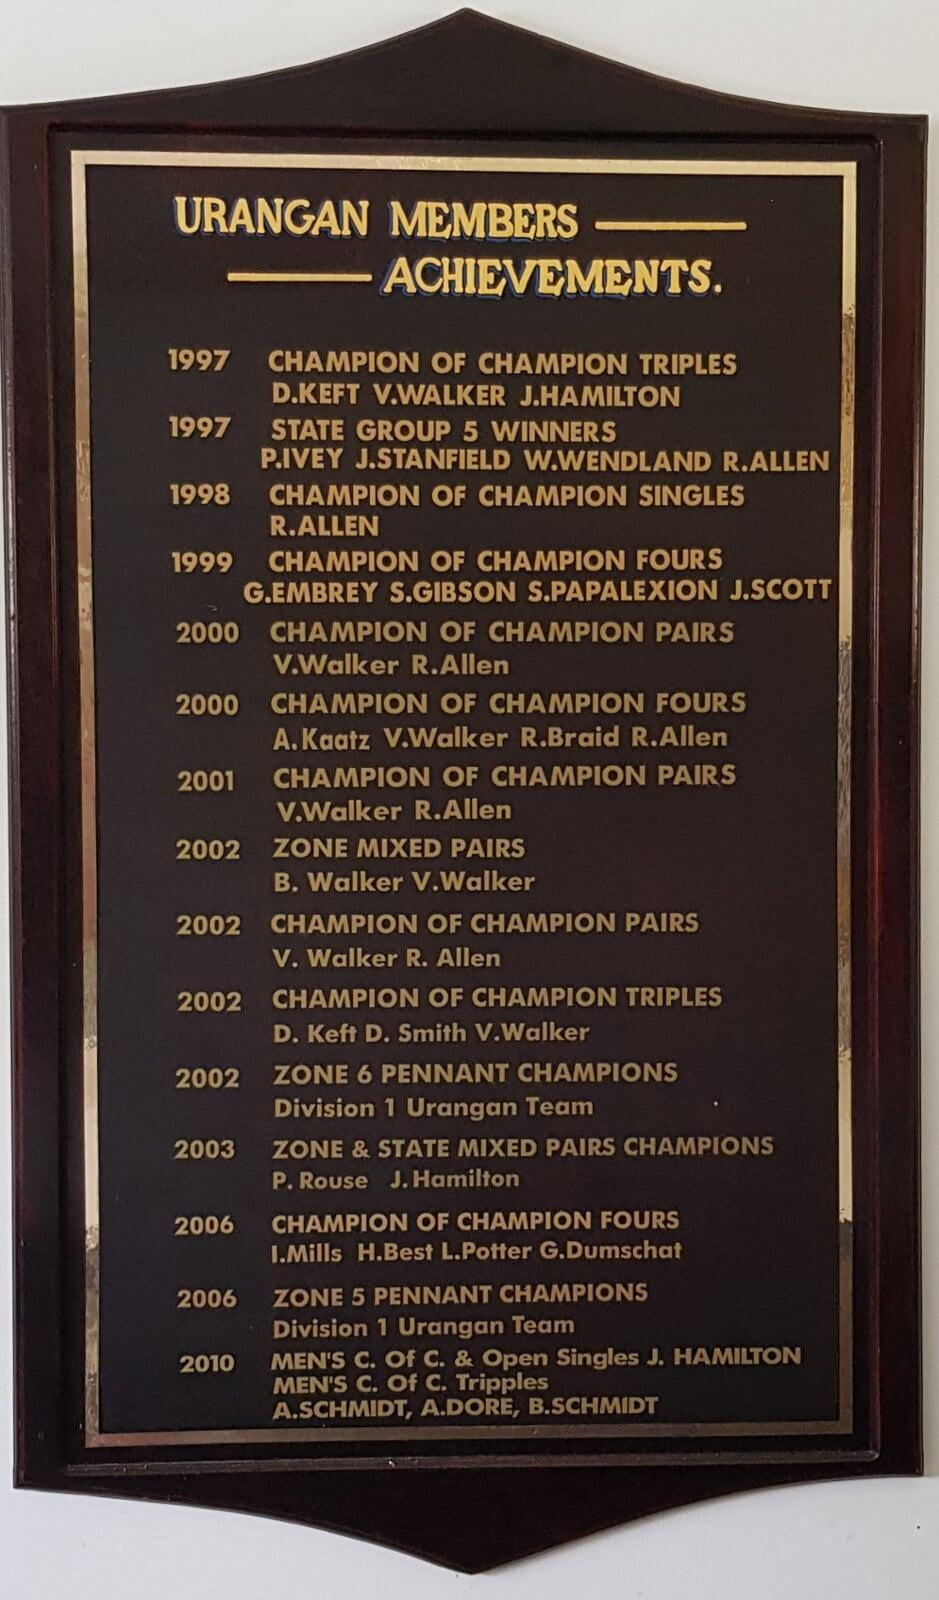 URANGAN MEMBERS
ACHIEVEMENTS.
1997 CHAMPION OF CHAMPION TRIPLES
D.KEFT V.WALKER J.HAMILTON
1997 STATE GROUP 5 WINNERS
P.IVEY J.STANFIELD W.WENDLAND R.ALLEN
1998 CHAMPION OF CHAMPION SINGLES
R.ALLEN
1999 CHAMPION OF CHAMPION FOURS
G.EMBREY S.GIBSON S.PAPALEXION J.SCOTT
2000 CHAMPION OF CHAMPION PAIRS
V.Walker R.Allen
2000 CHAMPION OF CHAMPION FOURS
A.Kaatz V.Walker R.Braid R.Allen
2001 CHAMPION OF CHAMPION PAIRS
V.Walker R.Allen
2002 ZONE MIXED PAIRS
B. Walker V.Walker
2002 CHAMPION OF CHAMPION PAIRS
V. Walker R. Allen
2002 CHAMPION OF CHAMPION TRIPLES
D. Keft D. Smith V.Walker
2002 ZONE 6 PENNANT CHAMPIONS
Division 1 Urangan Team
2003 ZONE & STATE MIXED PAIRS CHAMPIONS
P. Rouse J. Hamilton
2006 CHAMPION OF CHAMPION FOURS
I.Mills H.Best L.Potter G.Dumschat
2006 ZONE 5 PENNANT CHAMPIONS
Division 1 Urangan Team
2010 MEN'S C. Of C. & Open Singles J. HAMILTON
MEN'S C. Of C. Tripples
A.SCHMIDT, A.DORE, B.SCHMIDT